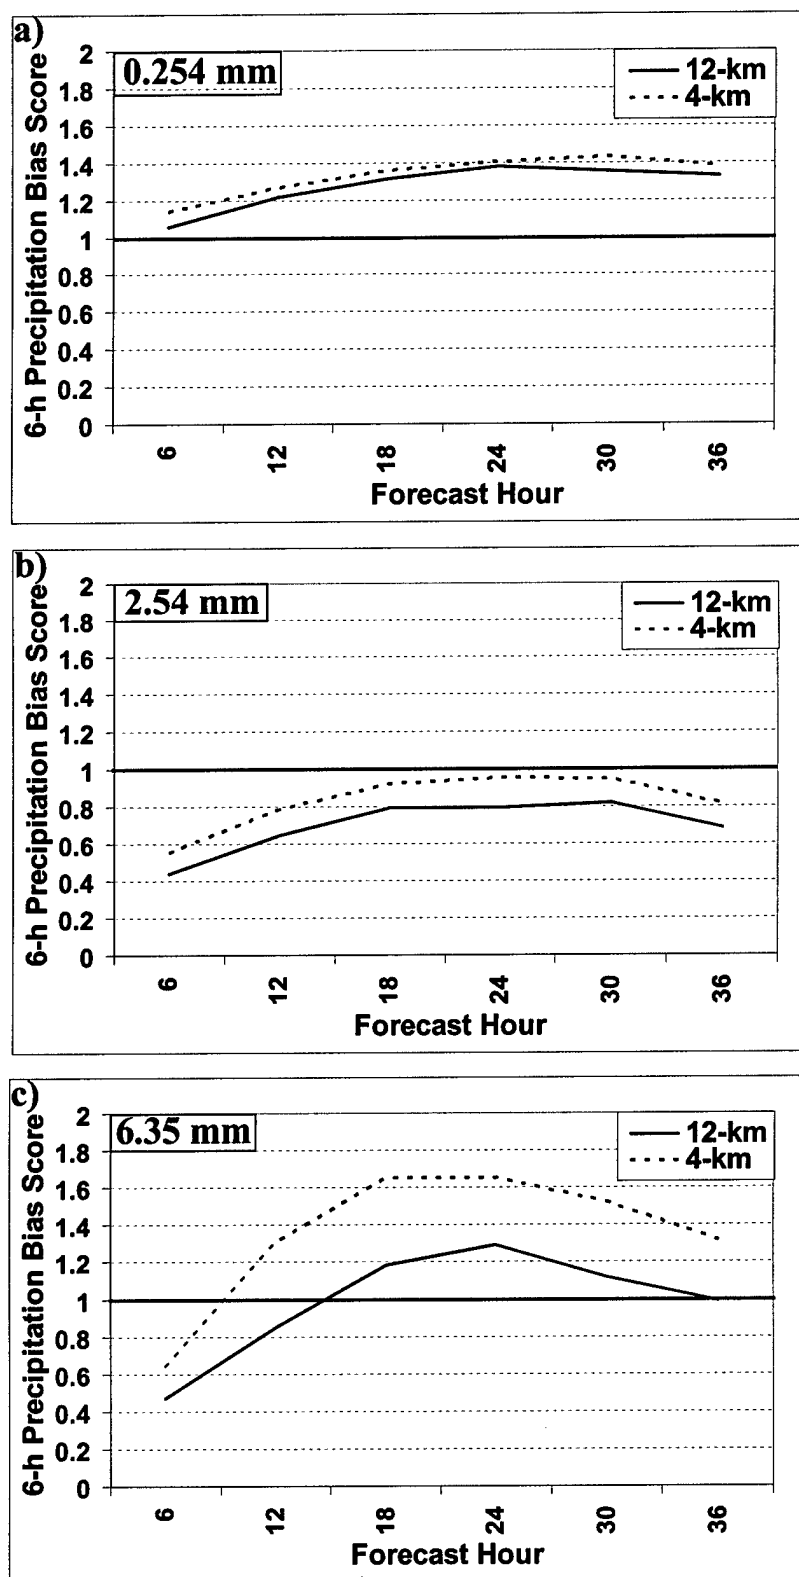 a)
0.254 mm
12-km
4-km
6-h Precipitation Bias Score
2
1.8
1.6
1.4
1.2
1
0.8
0.6
0.4
0.2
0
6 12 18 24 30 36
Forecast Hour
b)
2.54 mm
12-km
4-km
6-h Precipitation Bias Score
2
1.8
1.6
1.4
1.2
1
0.8
0.6
0.4
0.2
0
6 12 18 24 30 36
Forecast Hour
c)
6.35 mm
12-km
4-km
6-h Precipitation Bias Score
2
1.8
1.6
1.4
1.2
1
0.8
0.6
0.4
0.2
0
6 12 18 24 30 36
Forecast Hour